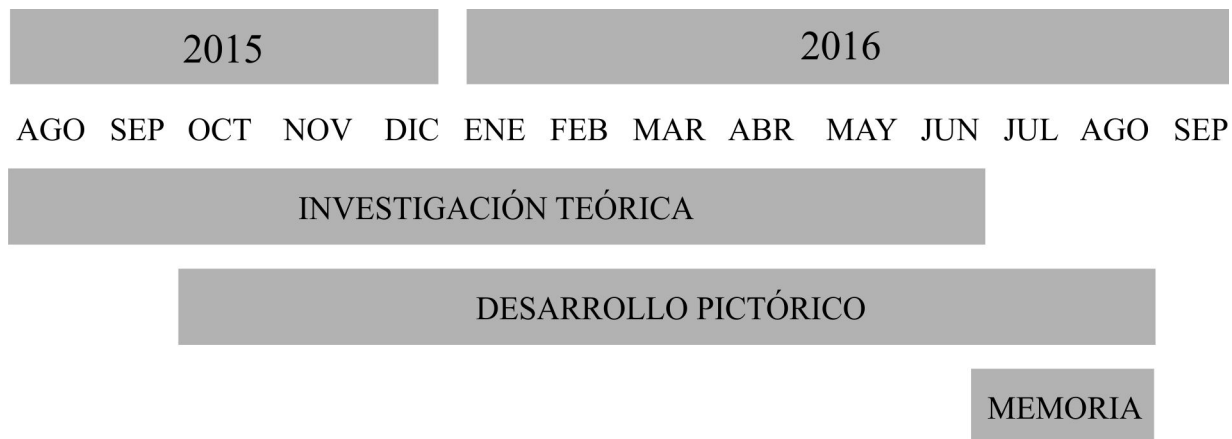 2015 2016
AGO SEP OCT NOV DIC ENE FEB MAR ABR MAY JUN JUL AGO SEP
INVESTIGACIÓN TEÓRICA
DESARROLLO PICTÓRICO
MEMORIA